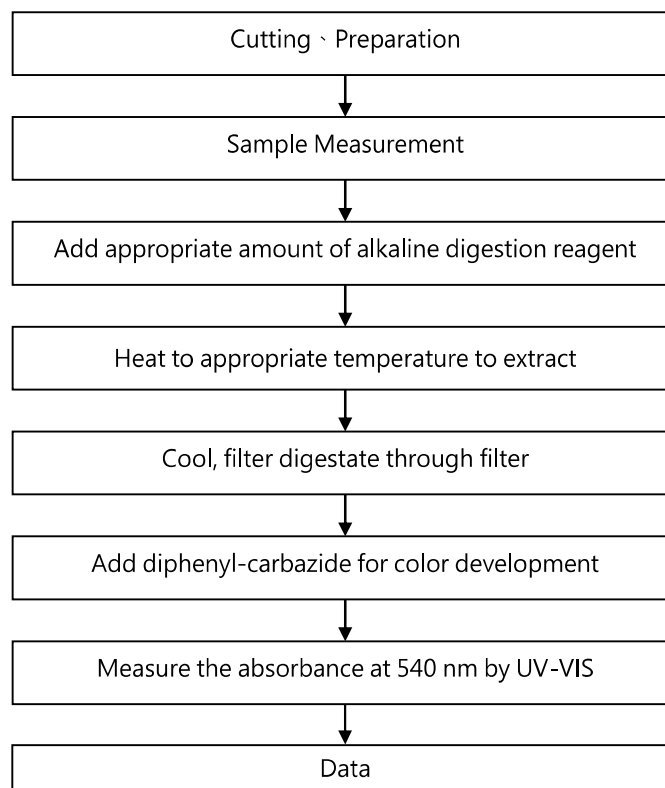 Cutting、Preparation
Sample Measurement
Add appropriate amount of alkaline digestion reagent
Heat to appropriate temperature to extract
Cool, filter digestate through filter
Add diphenyl-carbazide for color development
Measure the absorbance at 540 nm by UV-VIS
Data